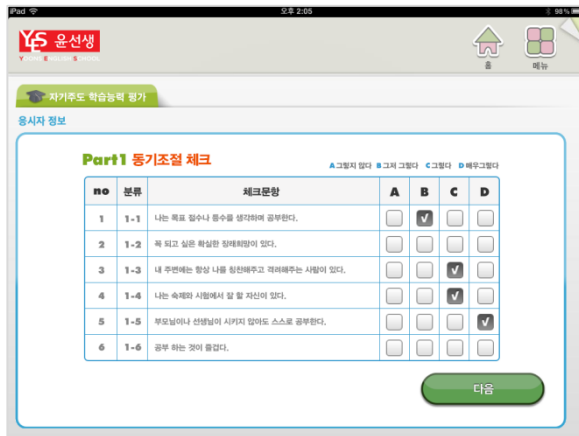 iPad 오후 2:05 98%
YES 윤선생
YOONS ENGLISH SCHOOL
홈 메뉴
자기주도 학습능력 평가
응시자 정보
Part1 동기조절 체크
A 그렇지 않다 B 그저 그렇다 C 그렇다 D 매우그렇다
no 분류 체크문항 A B C D
1 1-1 나는 목표 점수나 등수를 생각하며 공부한다.
2 1-2 꼭 되고 싶은 확실한 장래희망이 있다.
3 1-3 내 주변에는 항상 나를 칭찬해주고 격려해주는 사람이 있다.
4 1-4 나는 숙제와 시험에서 잘 할 자신이 있다.
5 1-5 부모님이나 선생님이 시키지 않아도 스스로 공부한다.
6 1-6 공부 하는 것이 즐겁다.
다음